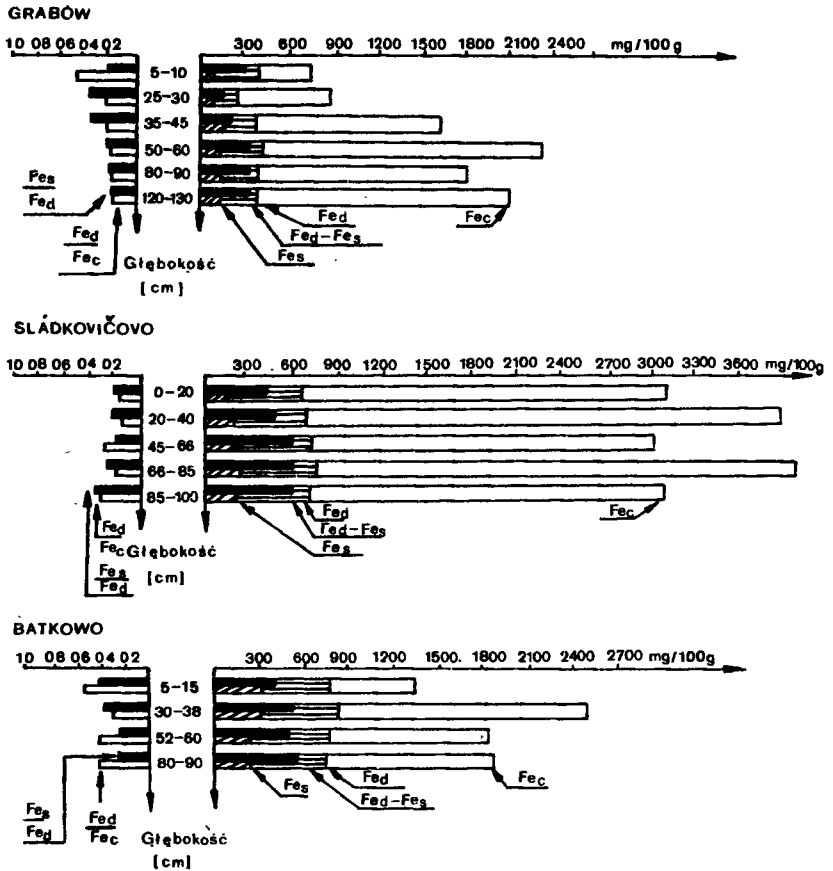 GRABÓW
10 08 06 04 02 300 600 900 1200 1500 2100 2400 mg/100g
5-10
25-30
35-45
50-60
80-90
120-130
Fes
Fed
Fed
Fec
Głębokość
[cm]
Fed
Fed-Fes
Fes
Fec
SLÁDKOVIČOVO
10 08 06 04 02 300 600 900 1200 1500 1800 2100 2400 2700 3000 3300 3600 mg/100g
0-20
20-40
45-66
66-85
85-100
Fed
Fec
Fes
Fed
Głębokość
[cm]
Fed
Fed-Fes
Fes
Fec
BATKOWO
10 08 06 04 02 300 600 900 1200 1500. 1800 2100 2400 2700 mg/100g
5-15
30-38
52-60
80-90
Fes
Fed
Fed
Fec
Głębokość
[cm]
Fes
Fed
Fed-Fes
Fec